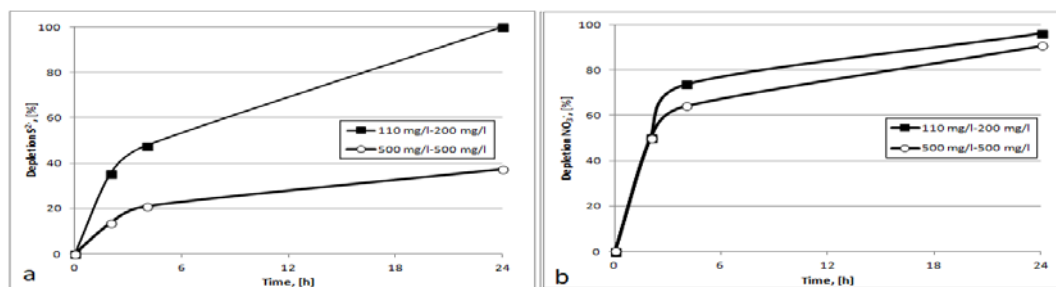 100
80
60
40
20
0
Depletion S²⁻, [%]
110 mg/l-200 mg/l
500 mg/l-500 mg/l
0 6 12 18 24
Time, [h]
a
100
80
60
40
20
0
Depletion NO₃⁻, [%]
110 mg/l-200 mg/l
500 mg/l-500 mg/l
0 6 12 18 24
Time, [h]
b